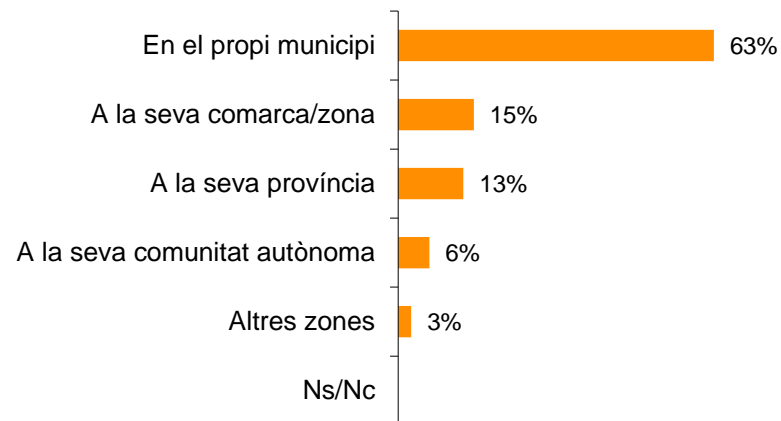 En el propi municipi 63%
A la seva comarca/zona 15%
A la seva província 13%
A la seva comunitat autònoma 6%
Altres zones 3%
Ns/Nc